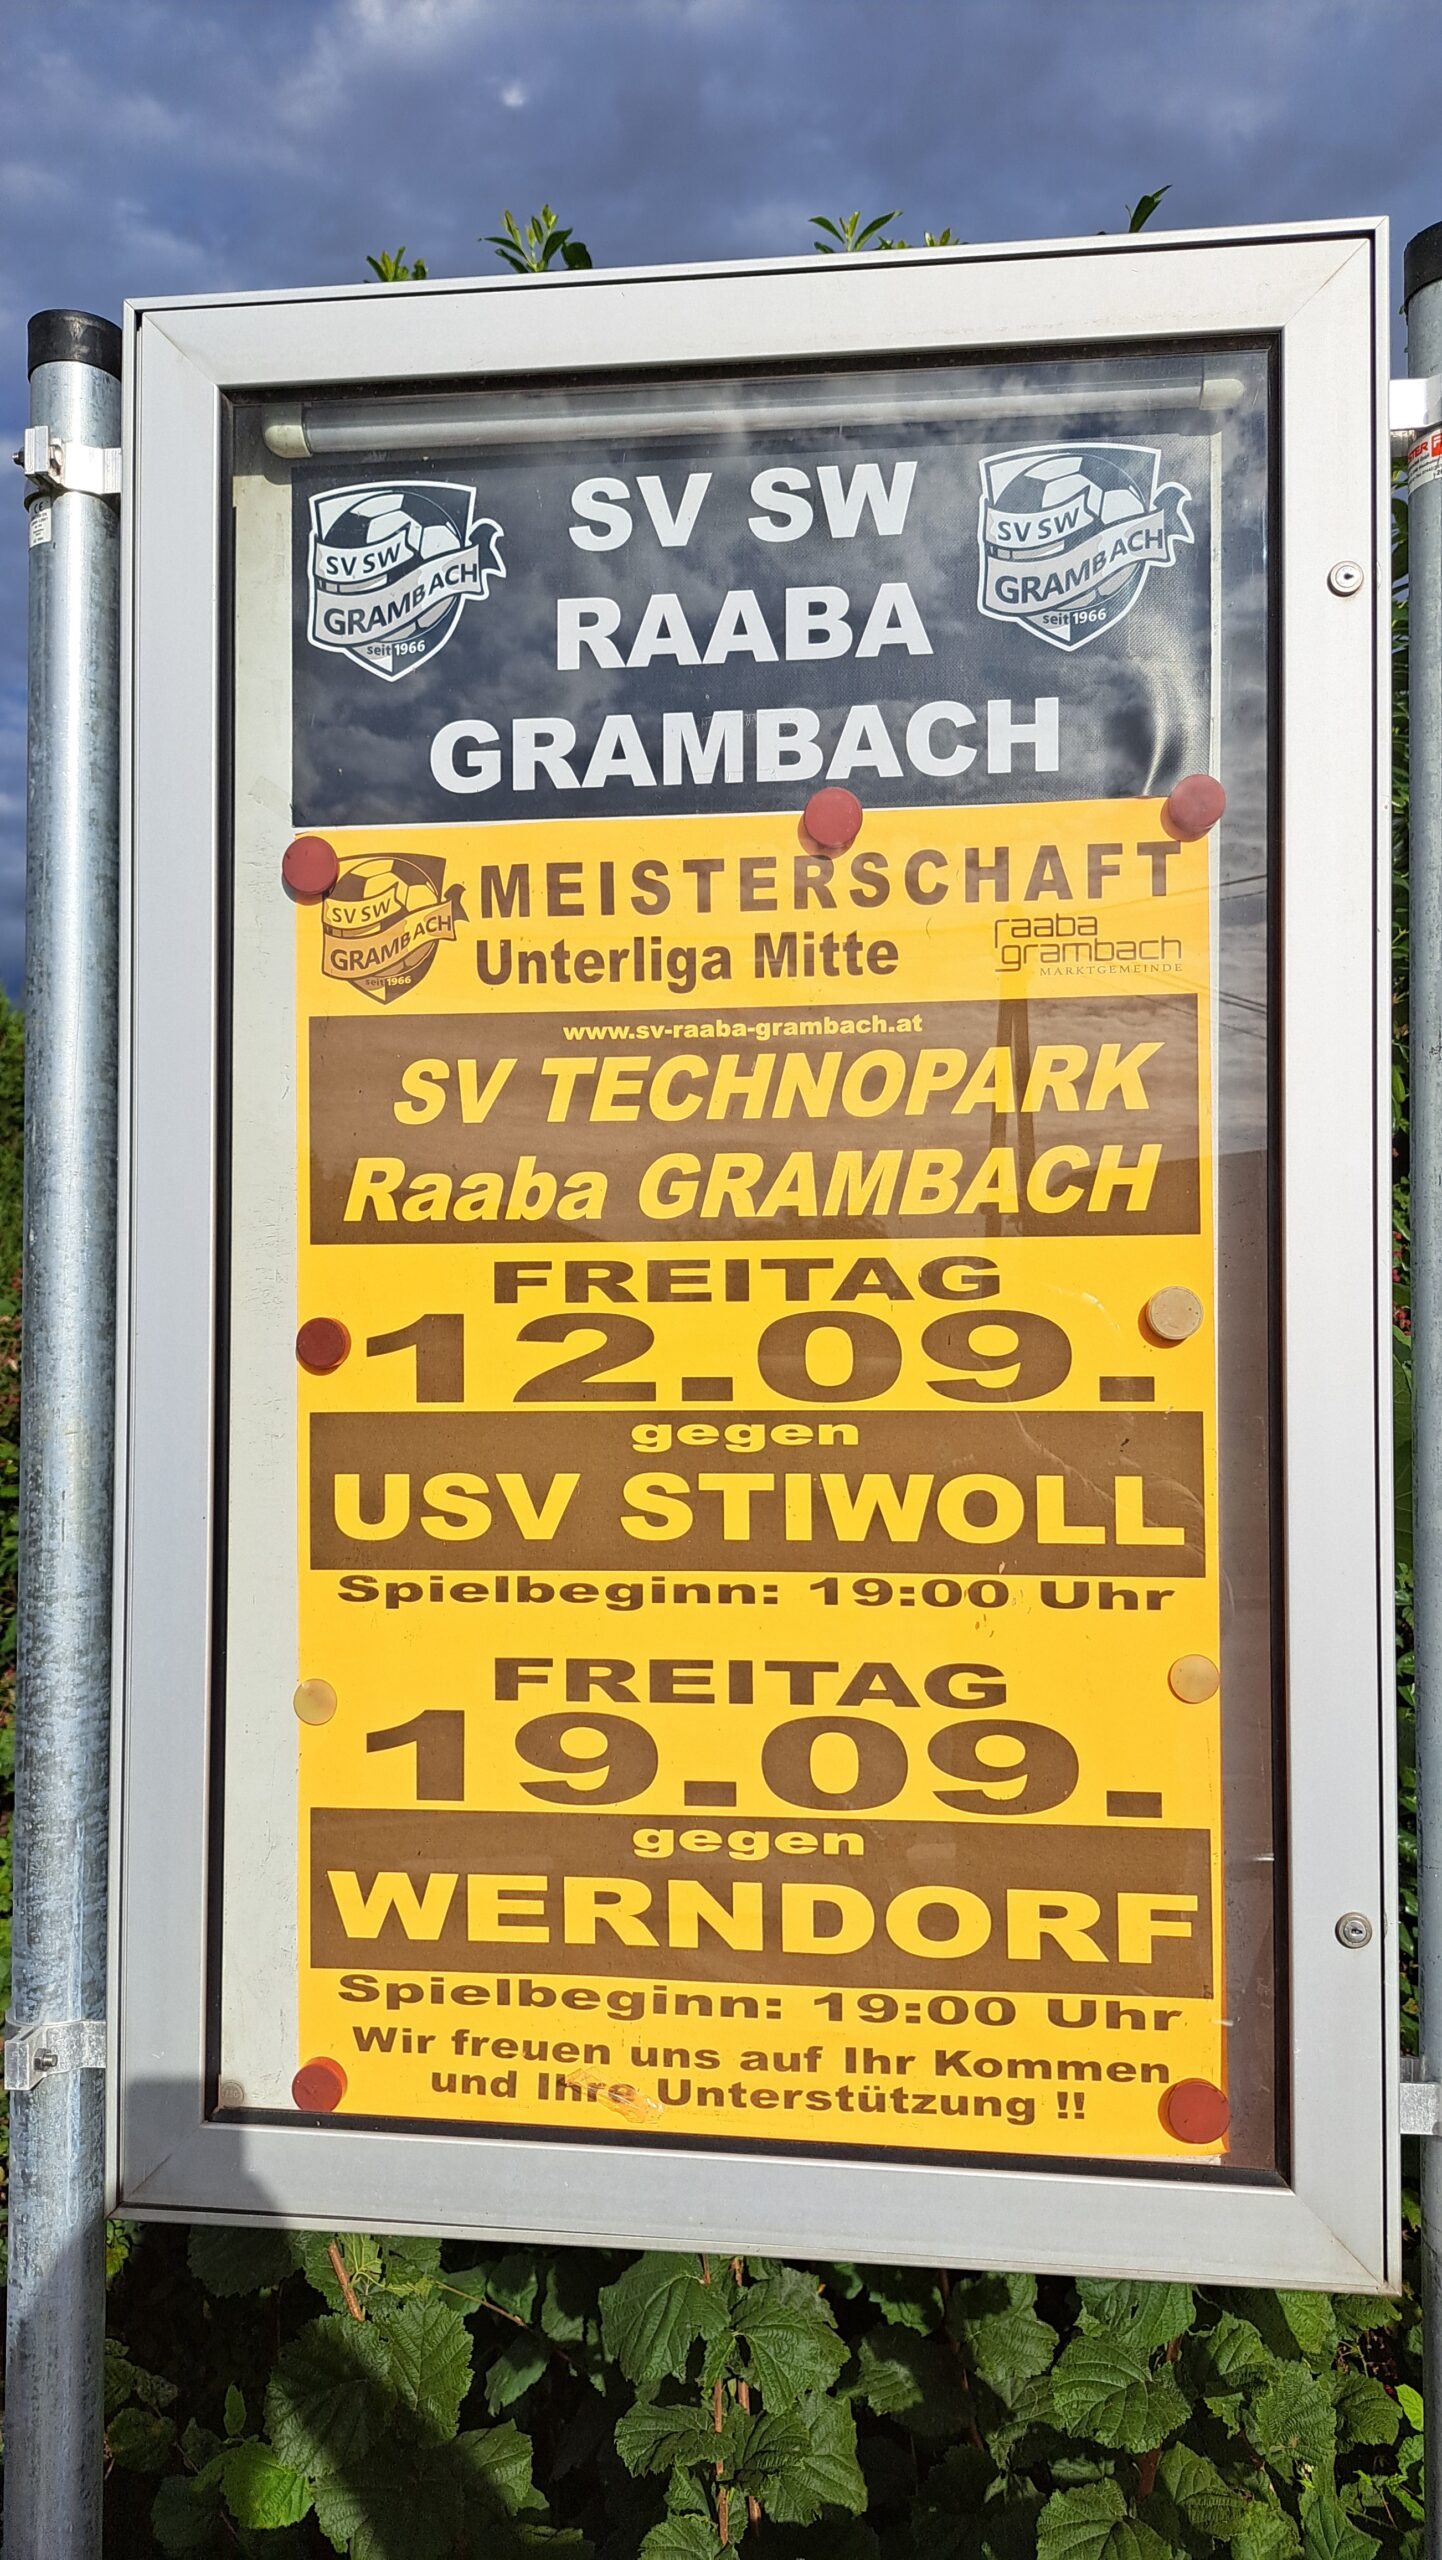 SV SW
RAABA
GRAMBACH
SV SW
GRAMBACH
seit 1966
SV SW
GRAMBACH
seit 1966
SV SW
GRAMBACH
seit 1966
MEISTERSCHAFT
Unterliga Mitte
raaba
grambach
MARKTGEMEINDE
www.sv-raaba-grambach.at
SV TECHNOPARK
Raaba GRAMBACH
FREITAG
12.09.
gegen
USV STIWOLL
Spielbeginn: 19:00 Uhr
FREITAG
19.09.
gegen
WERNDORF
Spielbeginn: 19:00 Uhr
Wir freuen uns auf Ihr Kommen
und Ihre Unterstützung !!